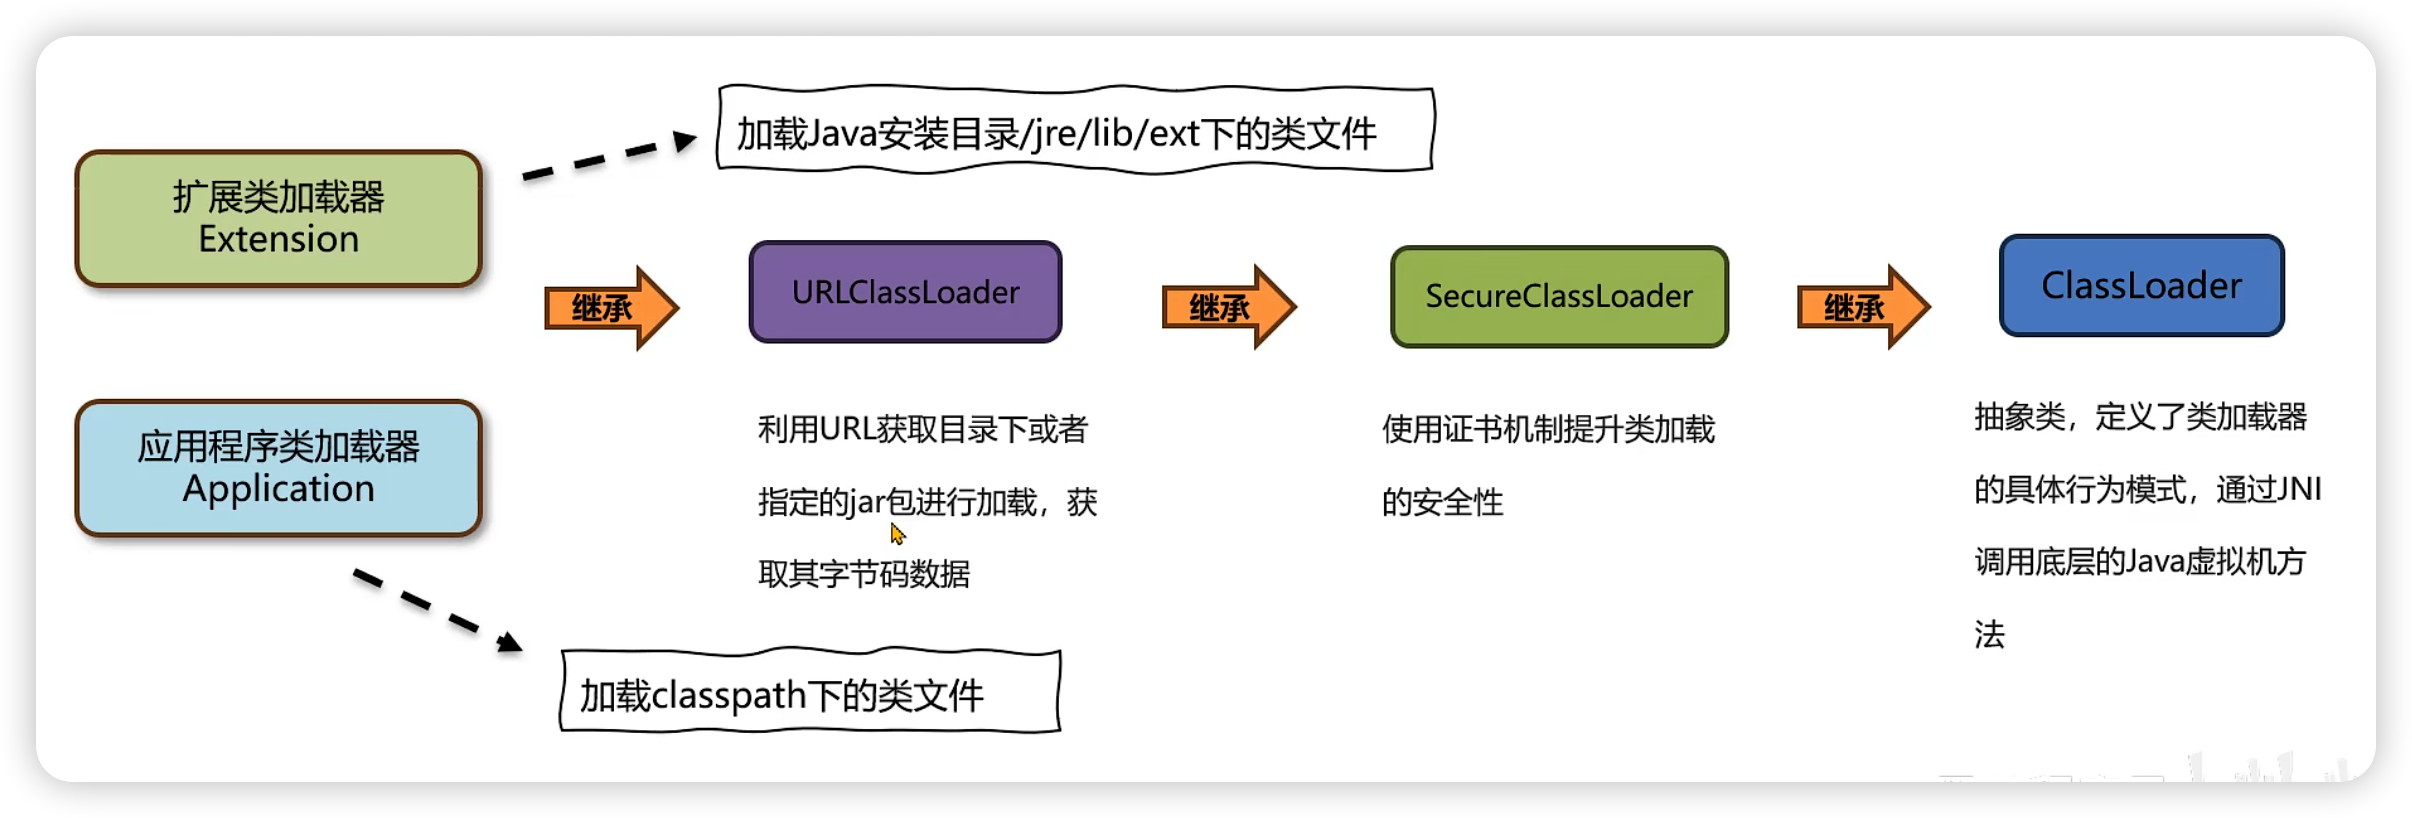 加载Java安装目录/jre/lib/ext下的类文件
扩展类加载器
Extension
继承
URLClassLoader
继承
SecureClassLoader
继承
ClassLoader
应用程序类加载器
Application
利用URL获取目录下或者
指定的jar包进行加载，获
取其字节码数据
使用证书机制提升类加载
的安全性
抽象类，定义了类加载器
的具体行为模式，通过JNI
调用底层的Java虚拟机方
法
加载classpath下的类文件